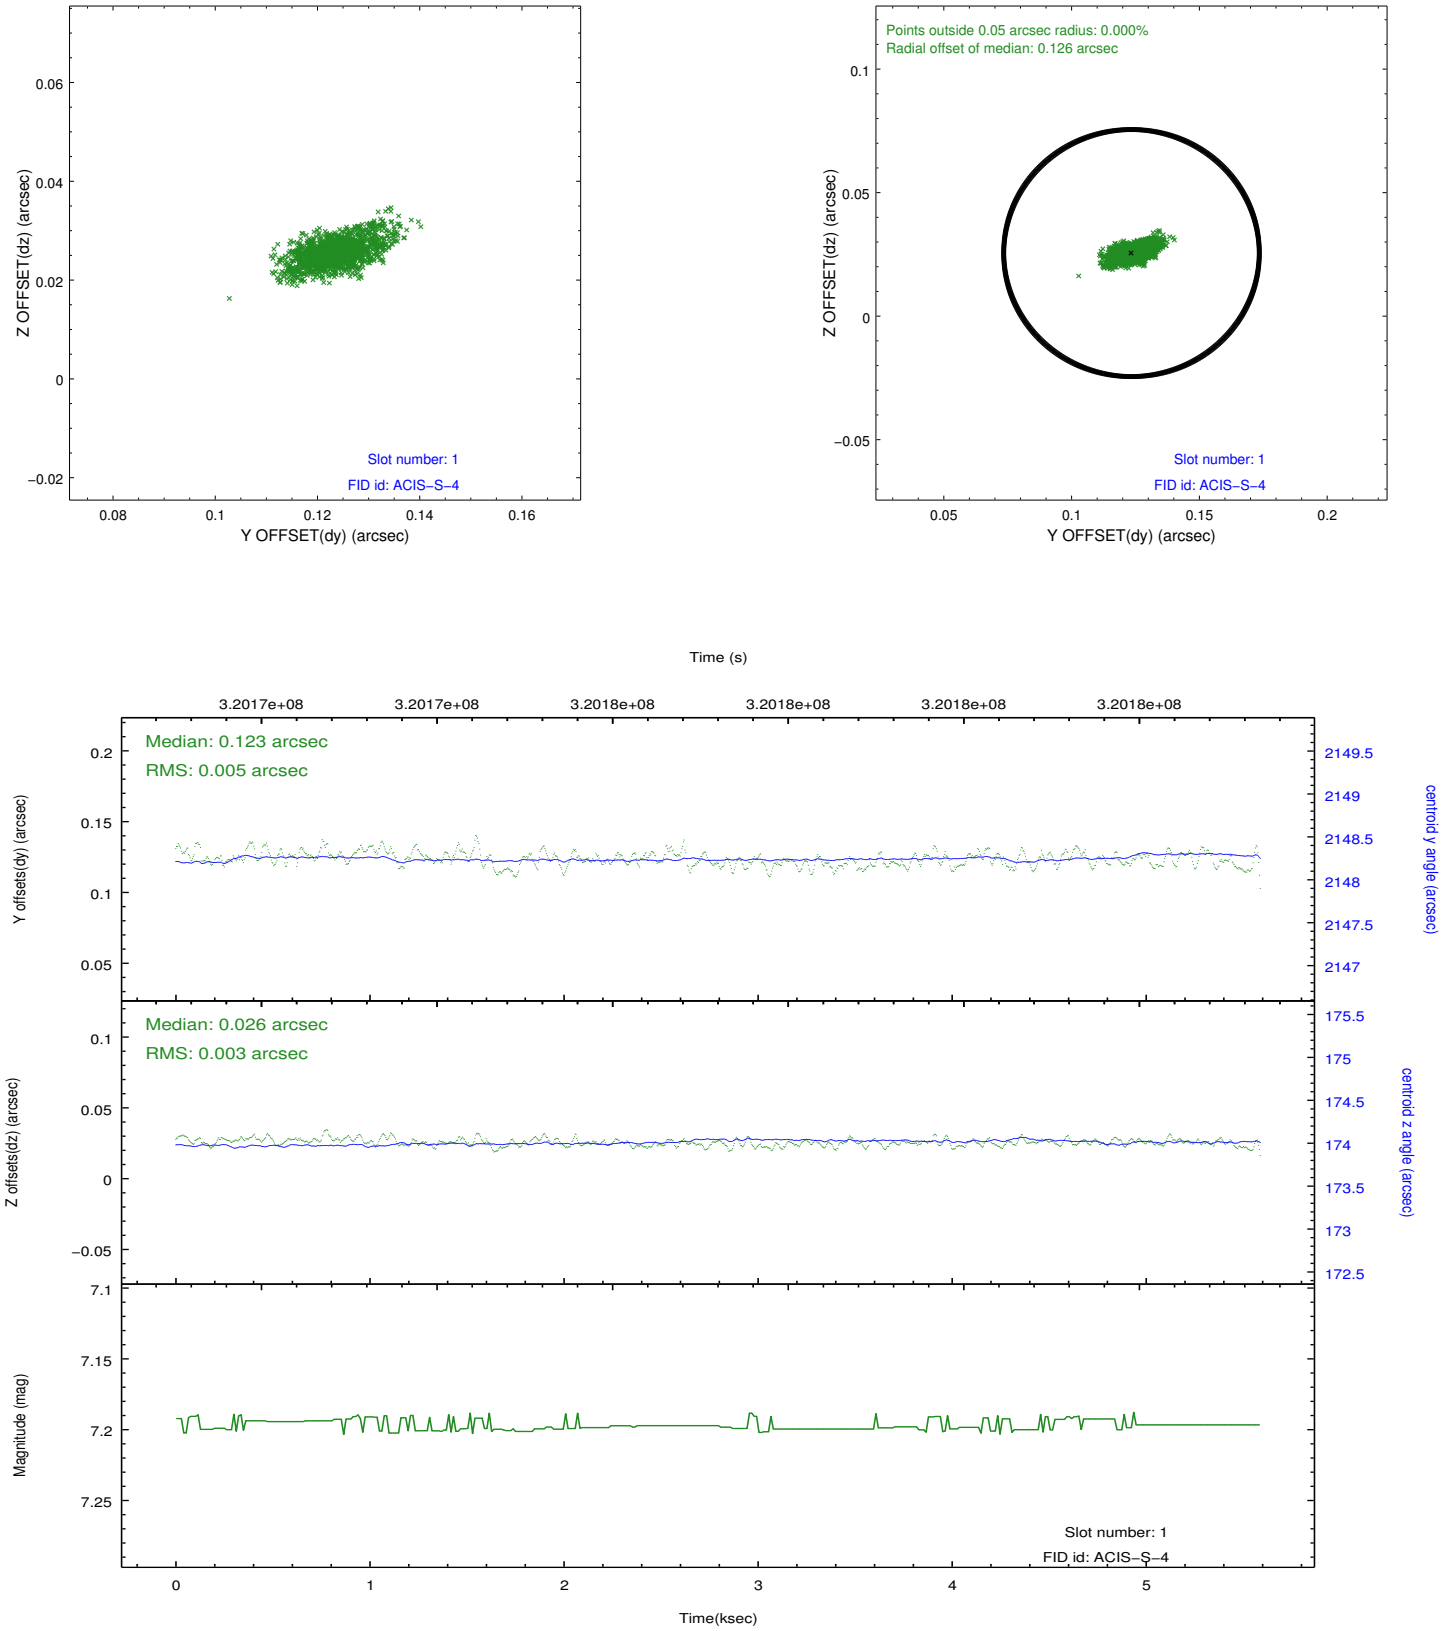 0.06
0.04
0.02
0
−0.02
Z OFFSET(dz) (arcsec)
Slot number: 1
FID id: ACIS−S−4
0.08
0.1
0.12
0.14
0.16
Y OFFSET(dy) (arcsec)
Points outside 0.05 arcsec radius: 0.000%
Radial offset of median: 0.126 arcsec
0.1
0.05
0
−0.05
Z OFFSET(dz) (arcsec)
Slot number: 1
FID id: ACIS−S−4
0.05
0.1
0.15
0.2
Y OFFSET(dy) (arcsec)
Time (s)
3.2017e+08
3.2017e+08
3.2018e+08
3.2018e+08
3.2018e+08
3.2018e+08
Median: 0.123 arcsec
RMS: 0.005 arcsec
0.2
0.15
0.1
0.05
Y offsets(dy) (arcsec)
2149.5
2149
2148.5
2148
2147.5
2147
centroid y angle (arcsec)
Median: 0.026 arcsec
RMS: 0.003 arcsec
0.1
0.05
0
−0.05
Z offsets(dz) (arcsec)
175.5
175
174.5
174
173.5
173
172.5
centroid z angle (arcsec)
7.1
7.15
7.2
7.25
Magnitude (mag)
Slot number: 1
FID id: ACIS−S−4
0
1
2
3
4
5
Time(ksec)